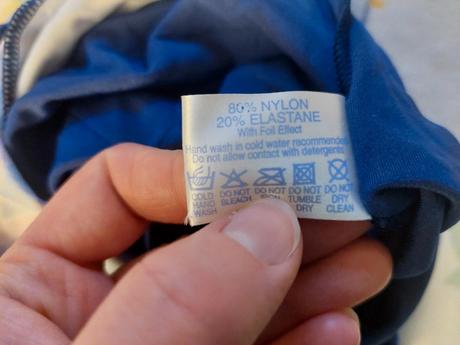 80% NYLON
20% ELASTANE
With Foil Effect
Hand wash in cold water recommended
Do not allow contact with detergents
COLD HAND WASH
DO NOT BLEACH
DO NOT
DO NOT TUMBLE DRY
DO NOT DRY CLEAN